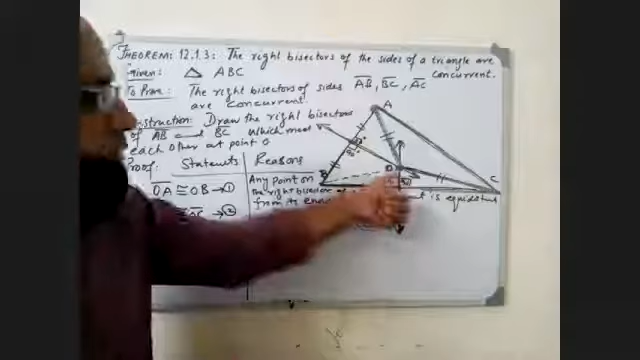 THEOREM: 12.1.3: The right bisectors of the sides of a triangle are concurrent.
Given: △ ABC
To Prove: The right bisectors of sides AB, BC, AC are concurrent.
Construction: Draw the right bisectors
of AB and BC which meet
each other at point O
Proof: Statements Reasons
OA ≅ OB → ① Any point on
the right bisector
→ ② from its
is equidistant
A
B
C